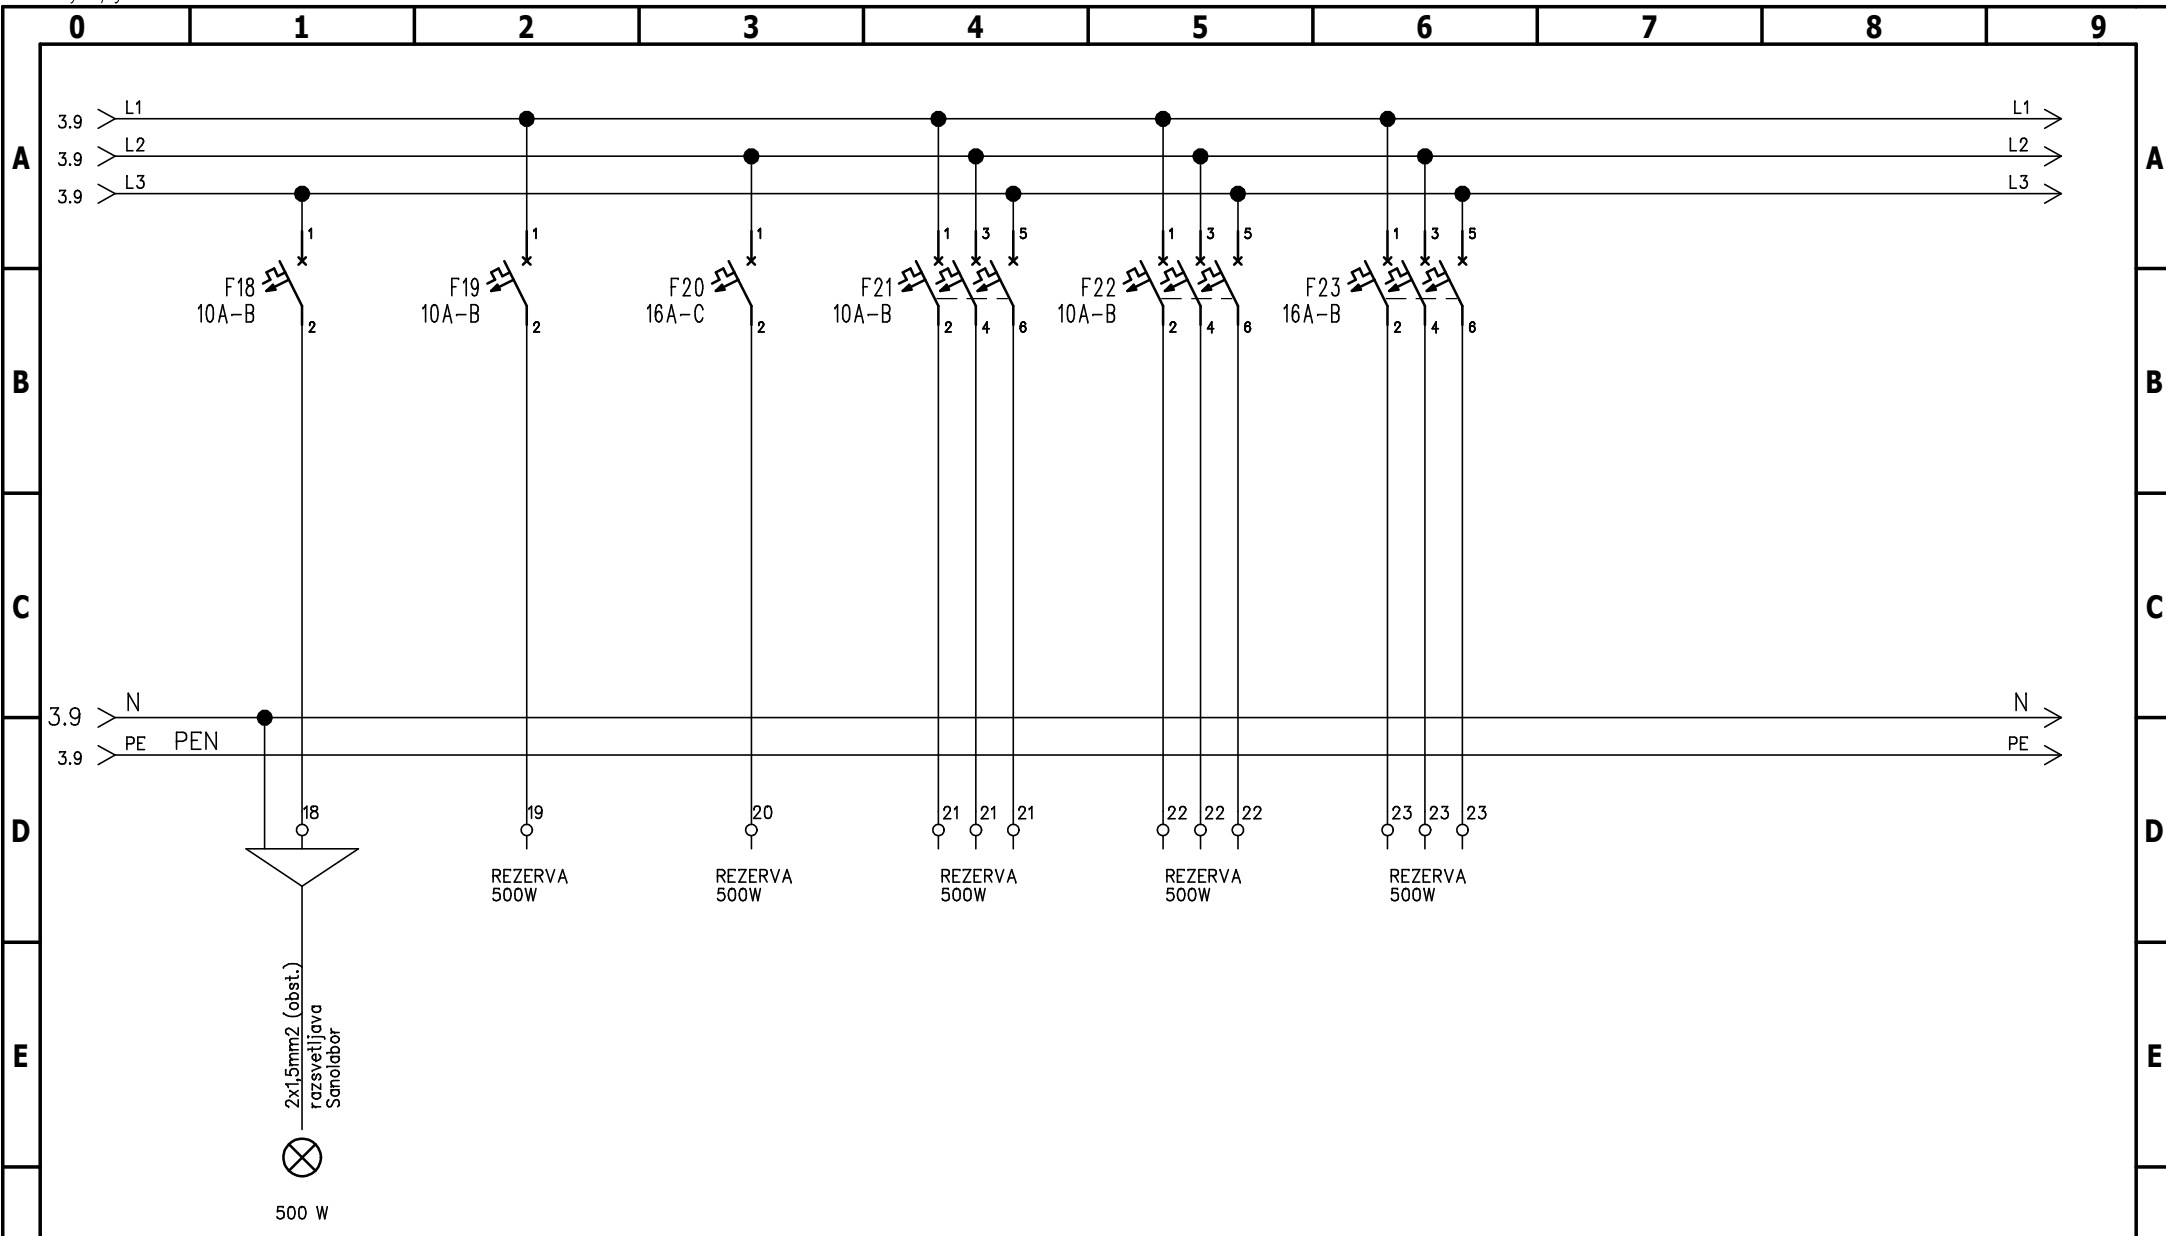 0 1 2 3 4 5 6 7 8 9
3.9 L1 L1
3.9 L2 L2
A A
3.9 L3 L3
1 1 1 1 3 5 1 3 5 1 3 5
F18 F19 F20 F21 F22 F23
10A-B 10A-B 16A-C 10A-B 10A-B 16A-B
2 2 2 2 4 6 2 4 6 2 4 6
B B
C C
3.9 N N
3.9 PE PEN PE
18 19 20 21 21 21 22 22 22 23 23 23
D D
REZERVA REZERVA REZERVA REZERVA REZERVA
500W 500W 500W 500W 500W
2x1,5mm2 (obst.)
razsvetljava
Sanolabor
E E
500 W